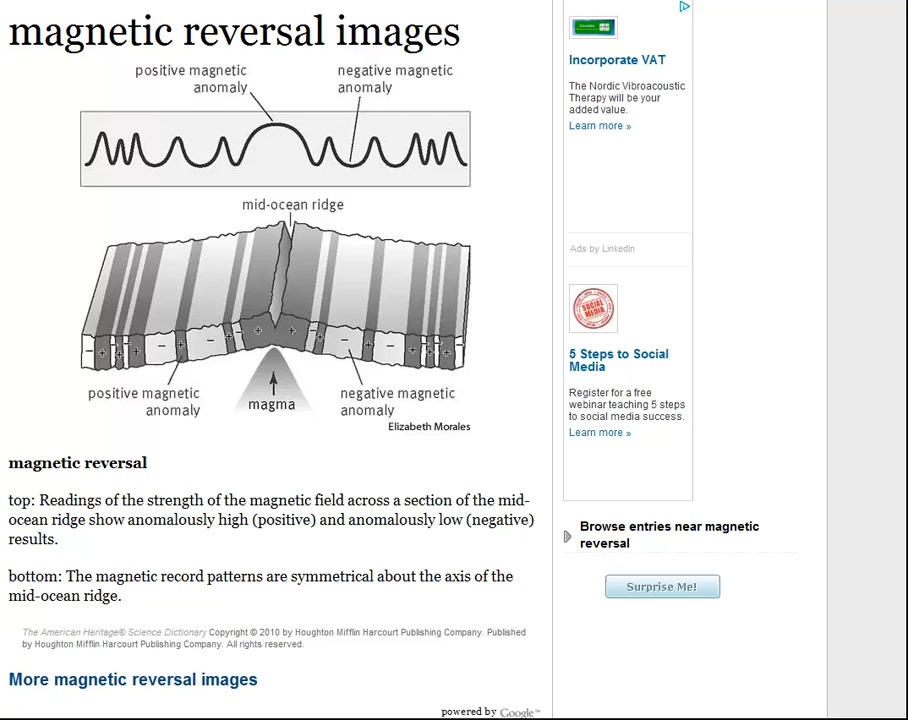 magnetic reversal images
positive magnetic
anomaly
negative magnetic
anomaly
mid-ocean ridge
positive magnetic
anomaly
magma
negative magnetic
anomaly
Elizabeth Morales
magnetic reversal
top: Readings of the strength of the magnetic field across a section of the mid-
ocean ridge show anomalously high (positive) and anomalously low (negative)
results.
bottom: The magnetic record patterns are symmetrical about the axis of the
mid-ocean ridge.
The American Heritage® Science Dictionary Copyright © 2010 by Houghton Mifflin Harcourt Publishing Company. Published
by Houghton Mifflin Harcourt Publishing Company. All rights reserved.
More magnetic reversal images
powered by Google™
Incorporate VAT
The Nordic Vibroacoustic
Therapy will be your
added value.
Learn more »
Ads by LinkedIn
SOCIAL
MEDIA
5 Steps to Social
Media
Register for a free
webinar teaching 5 steps
to social media success.
Learn more »
Browse entries near magnetic
reversal
Surprise Me!